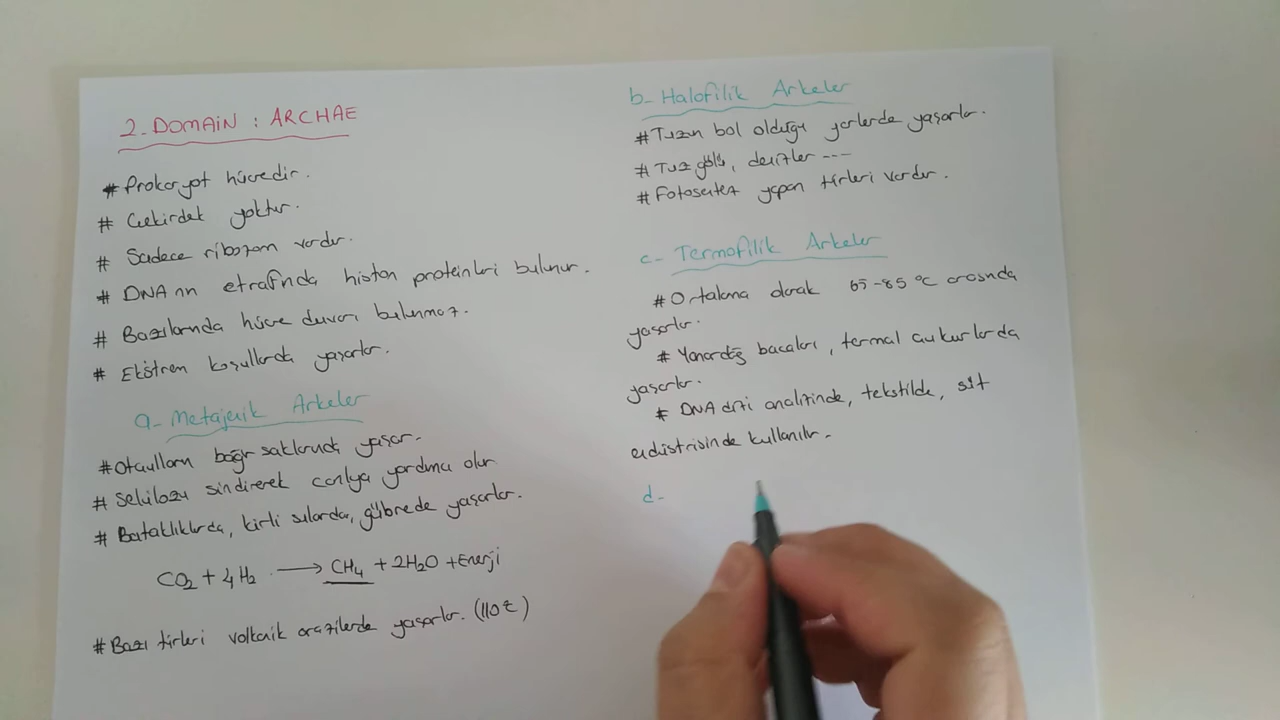 2. DOMAIN : ARCHAE
# Prokaryot hücredir.
# Çekirdek yoktur.
# Sadece ribozom vardır.
# DNA nın etrafında histon proteinleri bulunur.
# Bazılarında hücre duvarı bulunmaz.
# Ekstrem koşullarda yaşarlar.
a- Metajenik Arkeler
# Otçulların bağırsaklarında yaşar.
# Selülozu sindirerek canlıya yardımcı olur
# Bataklıklarda, kirli sularda, gübrede yaşarlar.
CO2 + 4H2 → CH4 + 2H2O + Enerji
# Bazı türleri volkanik arazilerde yaşarlar. (110°C)
b- Halofilik Arkeler
# Tuzun bol olduğu yerlerde yaşarlar.
# Tuz gölü, denizler ---
# Fotosentez yapan türleri vardır.
c- Termofilik Arkeler
# Ortalama olarak 65-85 °C arasında
yaşarlar.
# Yanardağ bacaları, termal çukurlarda
yaşarlar.
# DNA dizi analizinde, tekstilde, süt
endüstrisinde kullanılır.
d-